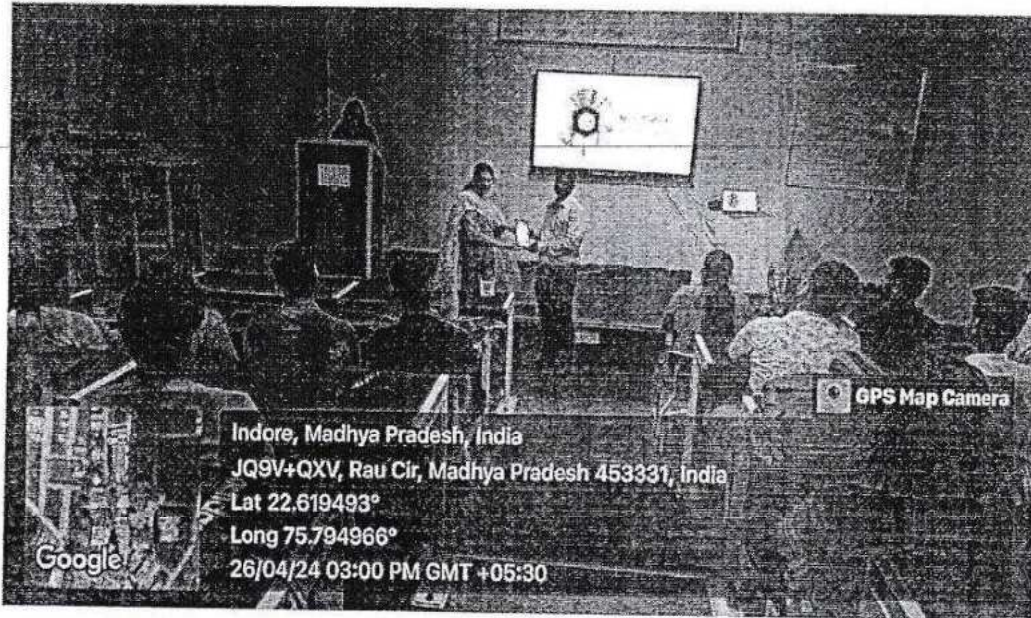 GPS Map Camera
Indore, Madhya Pradesh, India
JQ9V+QXV, Rau Cir, Madhya Pradesh 453331, India
Lat 22.619493°
Long 75.794966°
26/04/24 03:00 PM GMT +05:30
Google